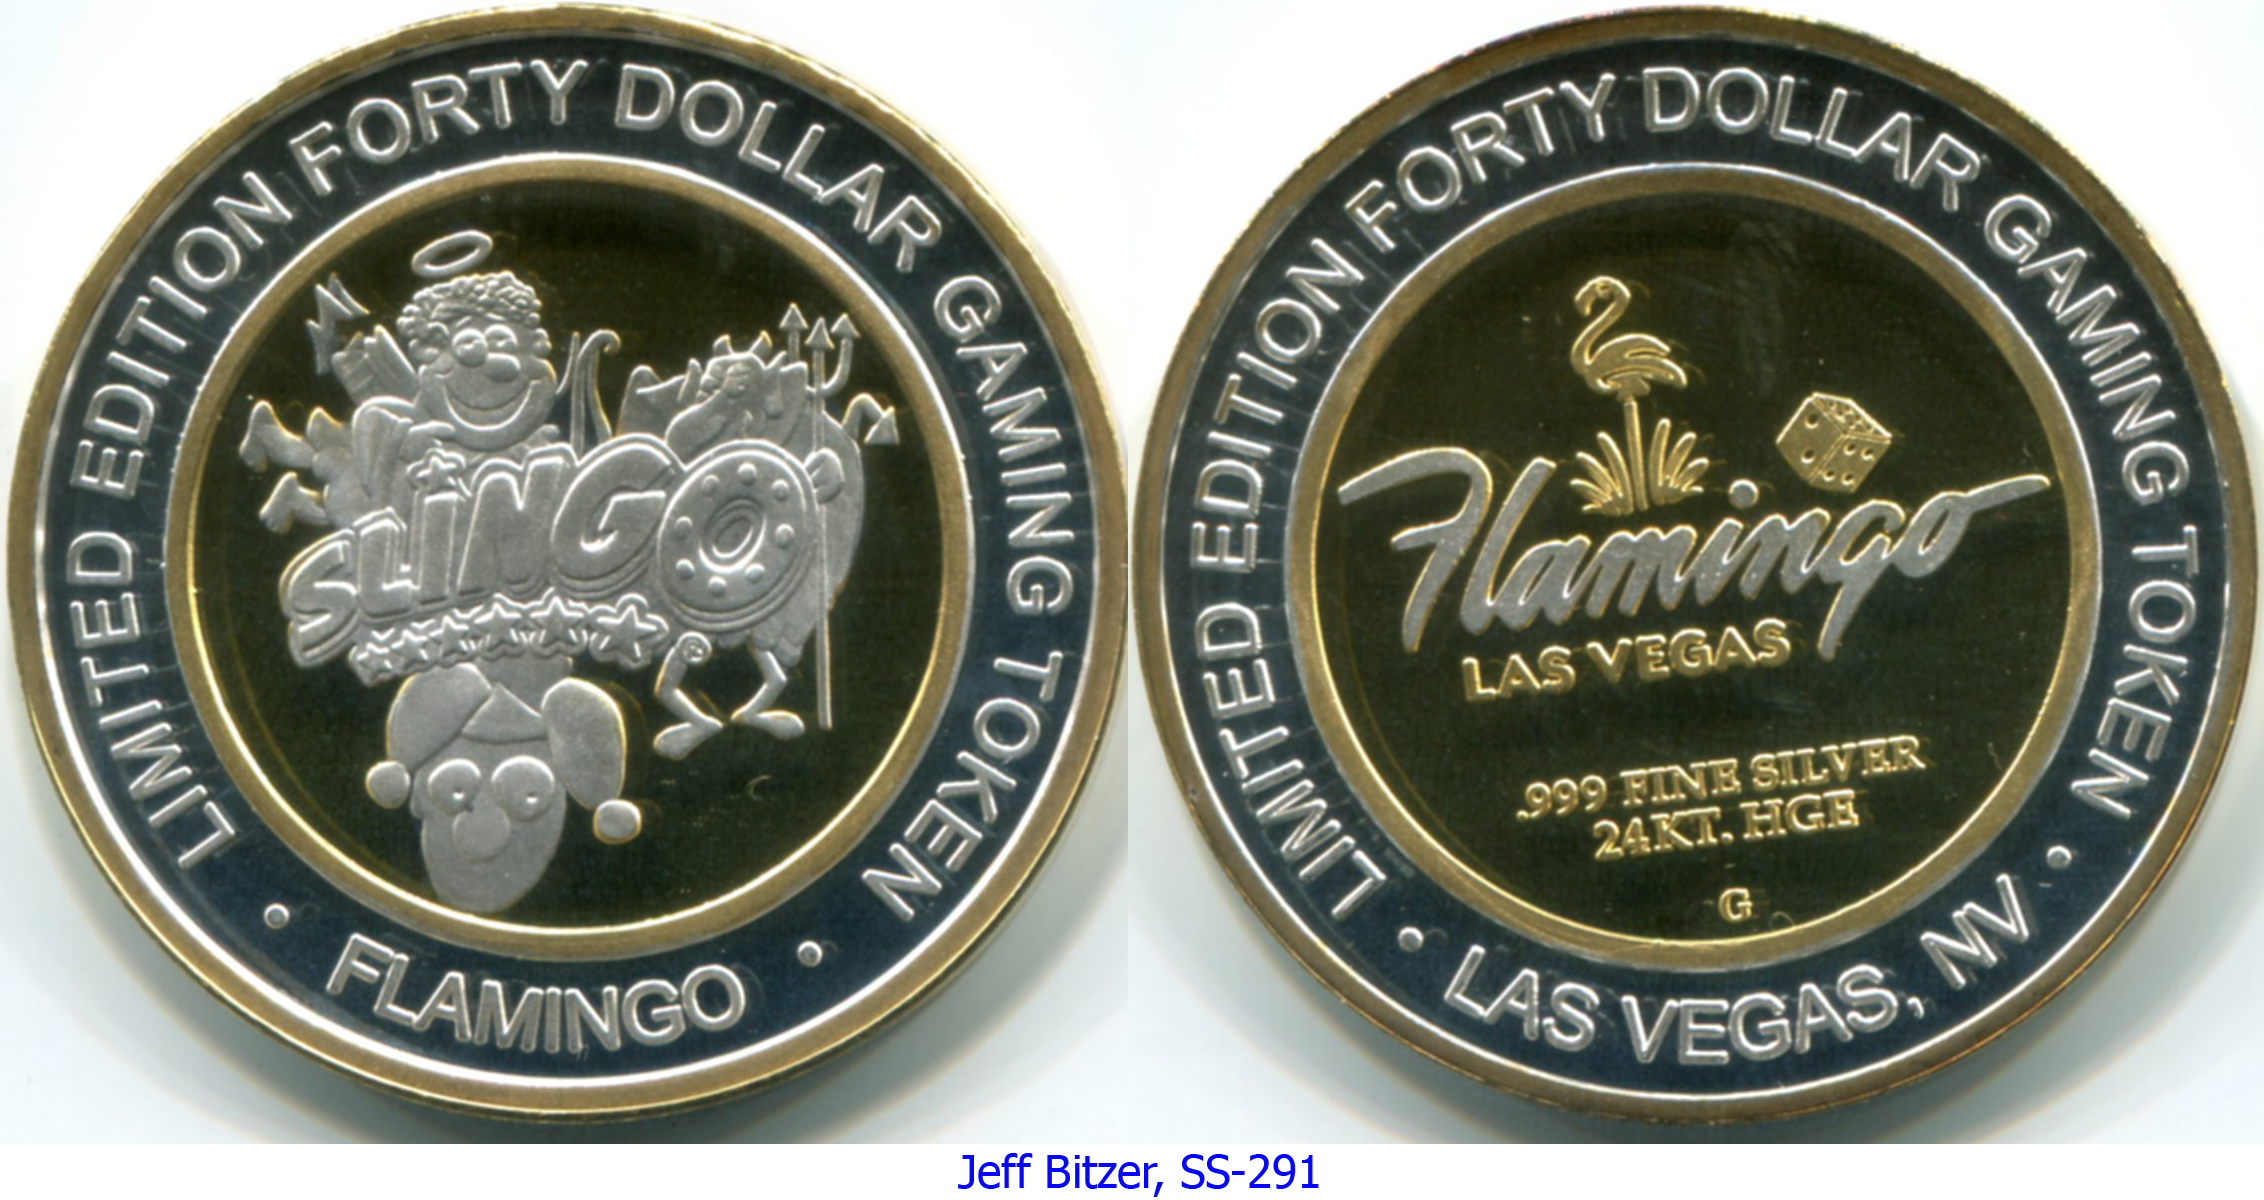 LIMITED EDITION FORTY DOLLAR GAMING TOKEN
SLiNGO
• FLAMINGO •
LIMITED EDITION FORTY DOLLAR GAMING TOKEN
Flamingo
LAS VEGAS
.999 FINE SILVER
24KT. HGE
G
• LAS VEGAS, NV •
Jeff Bitzer, SS-291